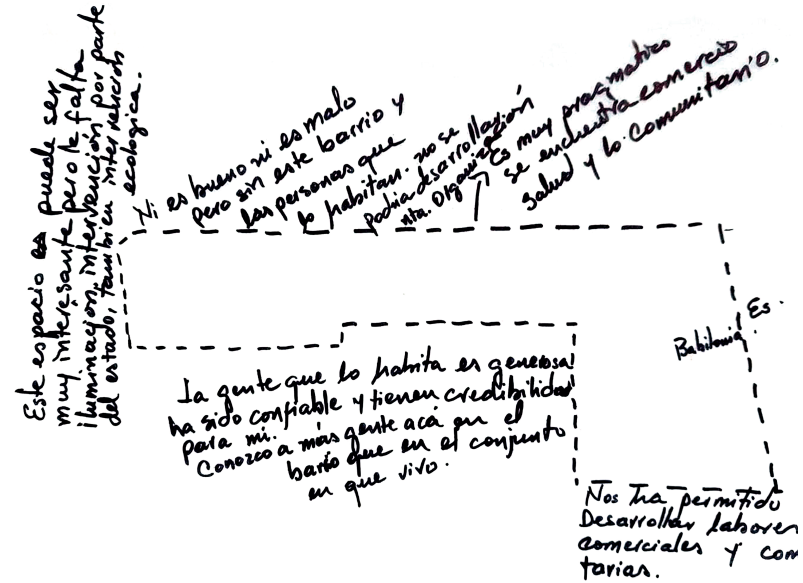 Este espacio es puede ser
muy interesante pero le falta
iluminación, intervención por parte
del estado, también intervención
ecologica.
Ni es bueno ni es malo
pero sin este barrio y
las personas que
lo habitan. no se
podria desarrollar
nta. Organización
Es muy pragmatico
se encuentra comercio
salud y lo comunitario.
Es.
Babilonia.
La gente que lo habita es generosa
ha sido confiable y tienen credibilidad
para mi.
Conozco a más gente acá en el
barrio que en el conjunto
en que vivo.
Nos ha permitido
Desarrollar labores
comerciales y com
tarias.